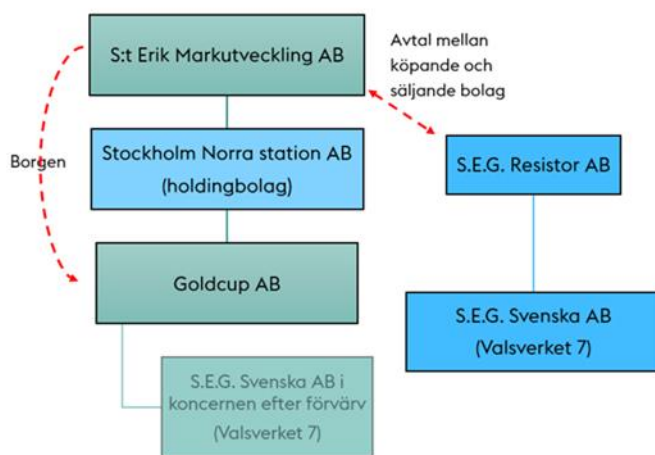 S:t Erik Markutveckling AB
Avtal mellan
köpande och
säljande bolag
Borgen
Stockholm Norra station AB
(holdingbolag)
S.E.G. Resistor AB
Goldcup AB
S.E.G. Svenska AB
(Valsverket 7)
S.E.G. Svenska AB i
koncernen efter förvärv
(Valsverket 7)